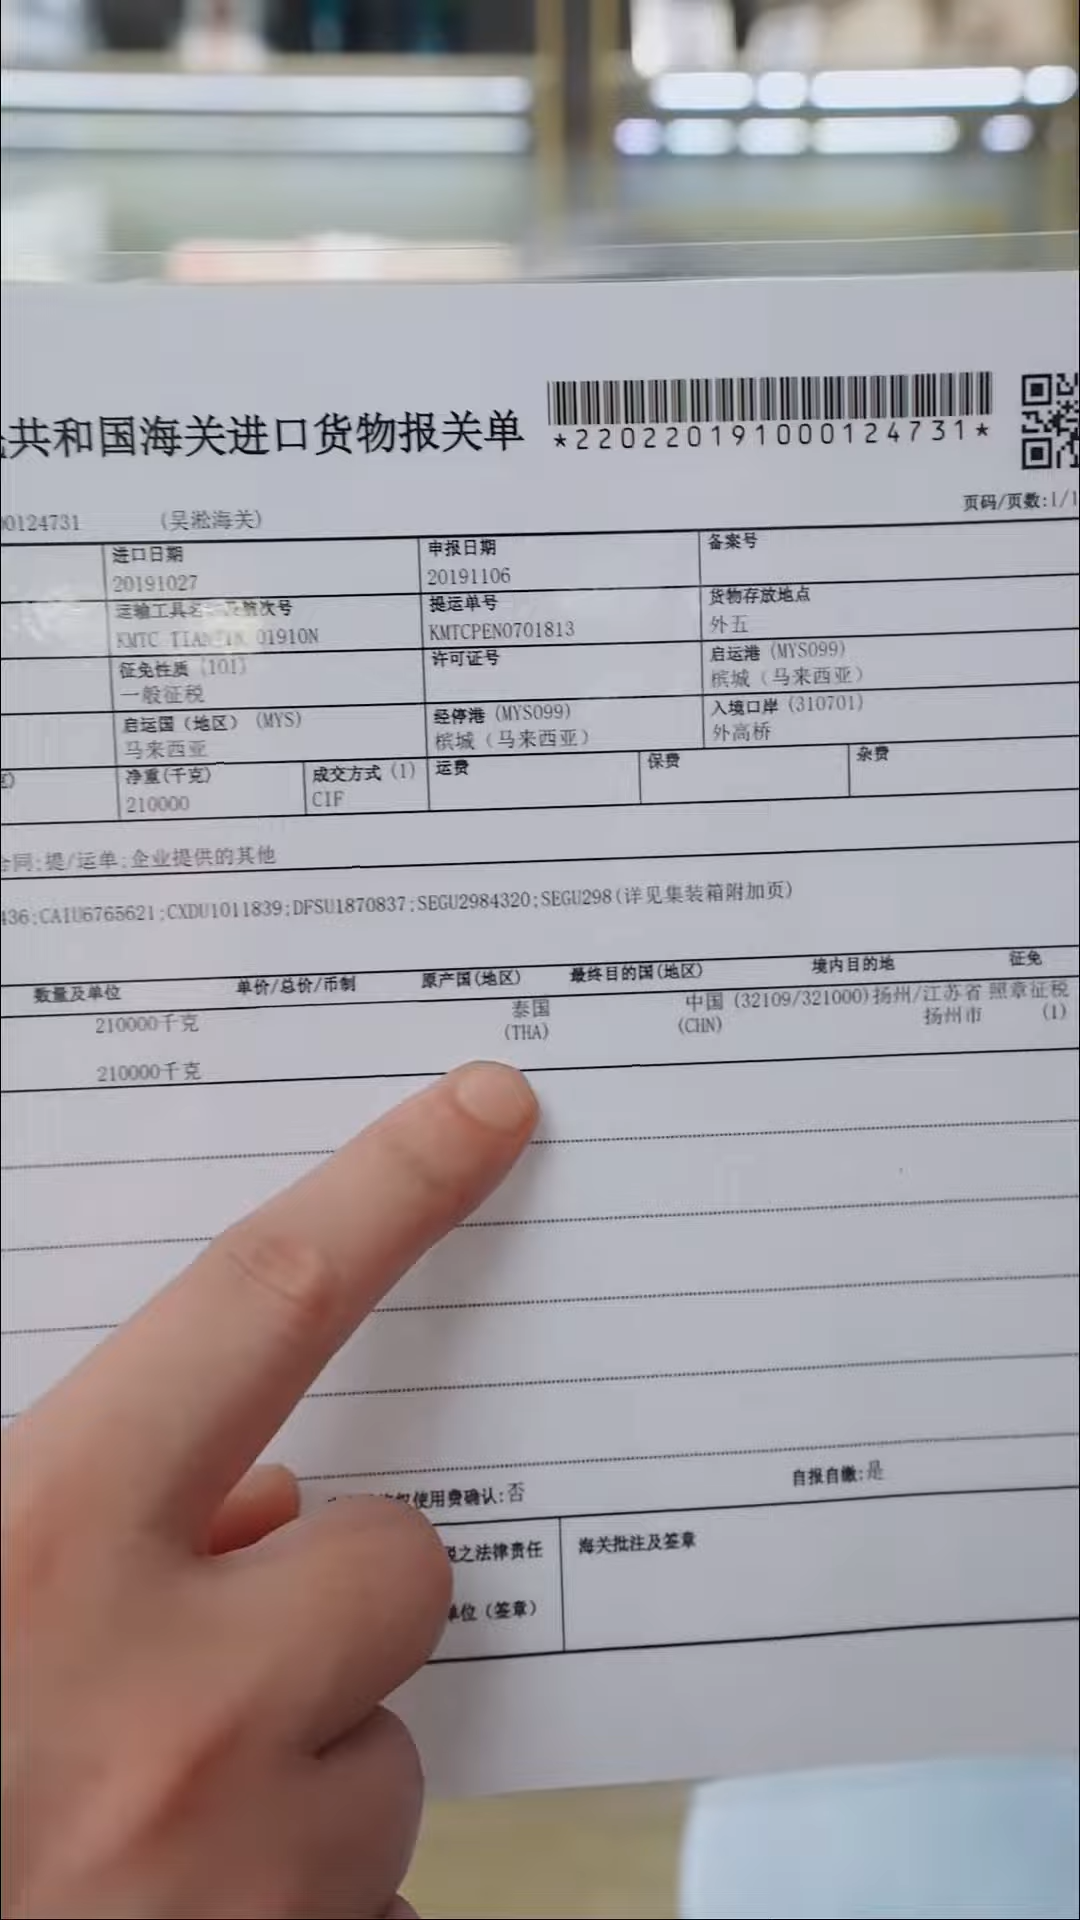 共和国海关进口货物报关单
*220220191000124731*
00124731 (吴淞海关)
页码/页数:1/1
进口日期 申报日期 备案号
20191027 20191106
运输工具名 航次号 提运单号 货物存放地点
KMTC 01910N KMTCPEN0701813 外五
征免性质 (101) 许可证号 启运港 (MYS099)
一般征税 槟城（马来西亚）
启运国（地区） (MYS) 经停港 (MYS099) 入境口岸 (310701)
马来西亚 槟城（马来西亚） 外高桥
净重(千克) 成交方式 (1) 运费 保费 杂费
210000 CIF
合同;提/运单;企业提供的其他
436;CAIU6765621;CXDU1011839;DFSU1870837;SEGU2984320;SEGU298(详见集装箱附加页)
数量及单位 单价/总价/币制 原产国(地区) 最终目的国(地区) 境内目的地 征免
210000千克 泰国 中国 (32109/321000)扬州/江苏省 照章征税
(THA) (CHN) 扬州市 (1)
210000千克
使用费确认:否 自报自缴:是
之法律责任 海关批注及签章
单位（签章）